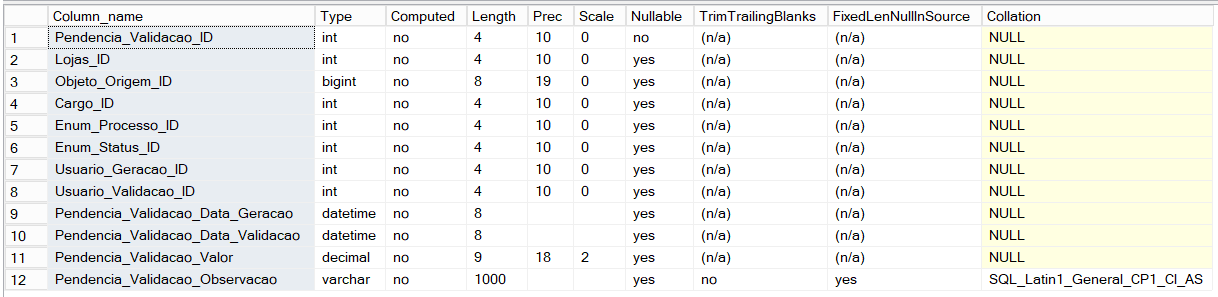 Column_name Type Computed Length Prec Scale Nullable TrimTrailingBlanks FixedLenNullInSource Collation
1 Pendencia_Validacao_ID int no 4 10 0 no (n/a) (n/a) NULL
2 Lojas_ID int no 4 10 0 yes (n/a) (n/a) NULL
3 Objeto_Origem_ID bigint no 8 19 0 yes (n/a) (n/a) NULL
4 Cargo_ID int no 4 10 0 yes (n/a) (n/a) NULL
5 Enum_Processo_ID int no 4 10 0 yes (n/a) (n/a) NULL
6 Enum_Status_ID int no 4 10 0 yes (n/a) (n/a) NULL
7 Usuario_Geracao_ID int no 4 10 0 yes (n/a) (n/a) NULL
8 Usuario_Validacao_ID int no 4 10 0 yes (n/a) (n/a) NULL
9 Pendencia_Validacao_Data_Geracao datetime no 8 yes (n/a) (n/a) NULL
10 Pendencia_Validacao_Data_Validacao datetime no 8 yes (n/a) (n/a) NULL
11 Pendencia_Validacao_Valor decimal no 9 18 2 yes (n/a) (n/a) NULL
12 Pendencia_Validacao_Observacao varchar no 1000 yes no yes SQL_Latin1_General_CP1_CI_AS